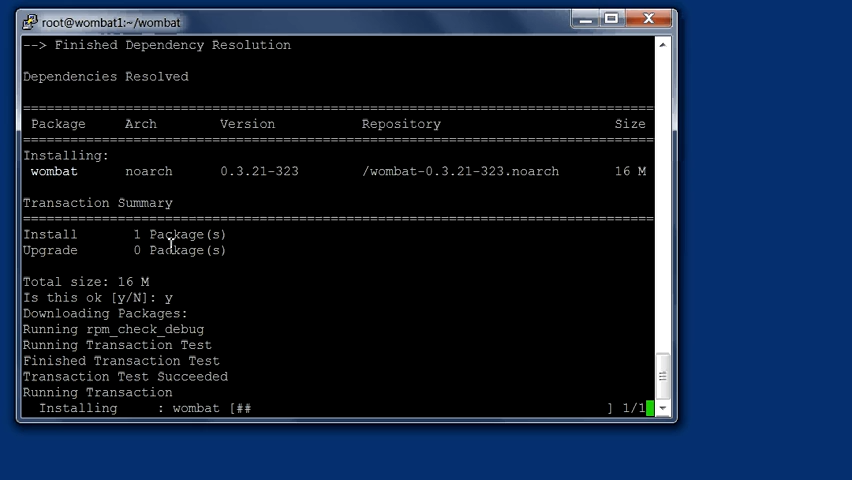 root@wombat1:~/wombat
--> Finished Dependency Resolution
Dependencies Resolved
================================================================================
Package Arch Version Repository Size
================================================================================
Installing:
wombat noarch 0.3.21-323 /wombat-0.3.21-323.noarch 16 M
Transaction Summary
================================================================================
Install 1 Package(s)
Upgrade 0 Package(s)
Total size: 16 M
Is this ok [y/N]: y
Downloading Packages:
Running rpm_check_debug
Running Transaction Test
Finished Transaction Test
Transaction Test Succeeded
Running Transaction
Installing : wombat [## ] 1/1